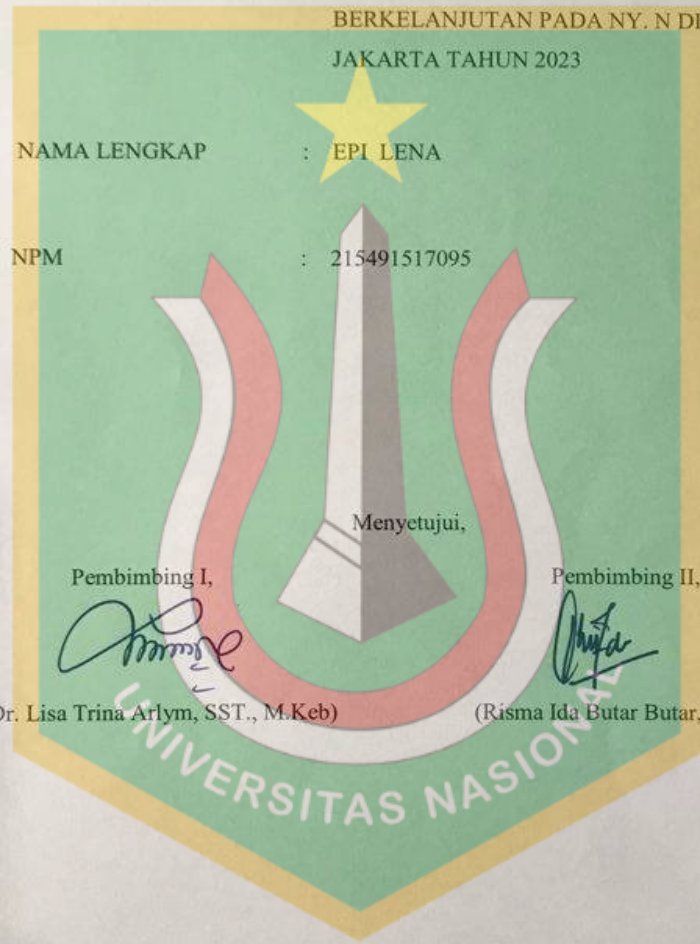 BERKELANJUTAN PADA NY. N DI
JAKARTA TAHUN 2023
NAMA LENGKAP : EPI LENA
NPM : 215491517095
Menyetujui,
Pembimbing I, Pembimbing II,
Dr. Lisa Trina Arlym, SST., M.Keb) (Risma Ida Butar Butar,
UNIVERSITAS NASIONAL